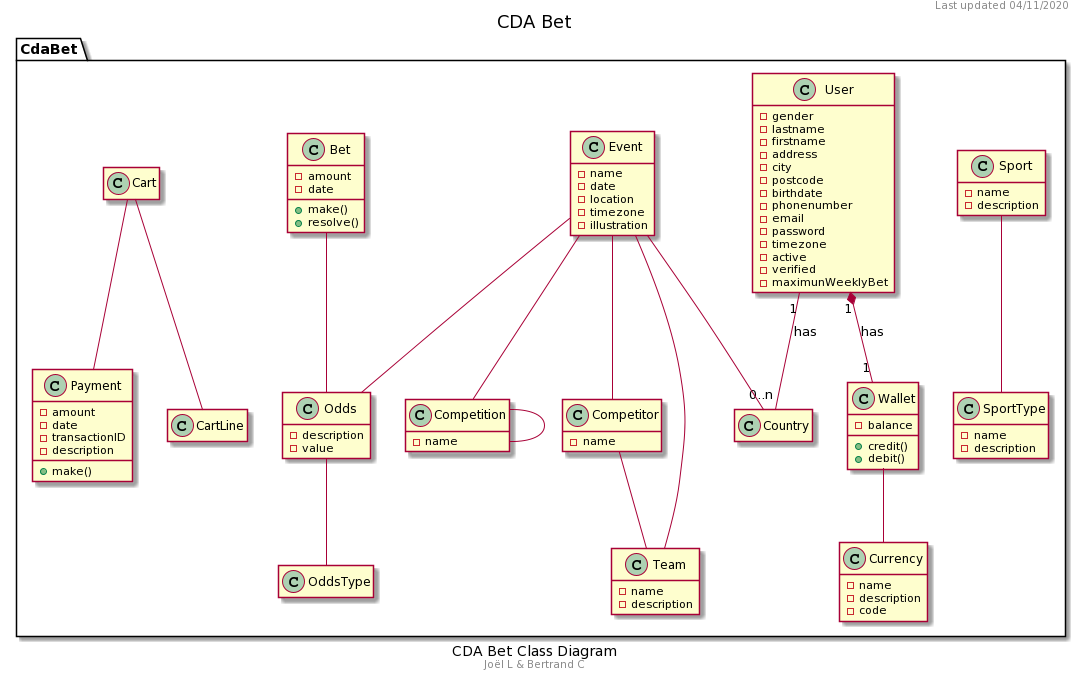 Last updated 04/11/2020
CDA Bet
CdaBet
C User
gender
lastname
firstname
address
city
postcode
birthdate
phonenumber
email
password
timezone
active
verified
maximunWeeklyBet
C Event
name
date
location
timezone
illustration
C Bet
amount
date
make()
resolve()
C Sport
name
description
C Cart
1
has
0..n
1
has
1
C Payment
amount
date
transactionID
description
make()
C CartLine
C Odds
description
value
C Competition
name
C Competitor
name
C Country
C Wallet
balance
credit()
debit()
C SportType
name
description
C OddsType
C Team
name
description
C Currency
name
description
code
CDA Bet Class Diagram
Joël L & Bertrand C